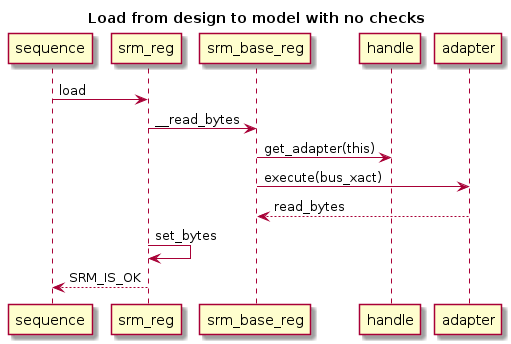 Load from design to model with no checks
sequence srm_reg srm_base_reg handle adapter
load
__read_bytes
get_adapter(this)
execute(bus_xact)
read_bytes
set_bytes
SRM_IS_OK
sequence srm_reg srm_base_reg handle adapter